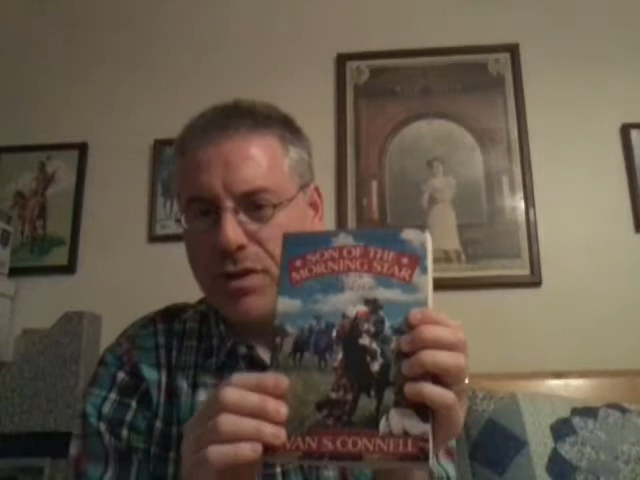 SON OF THE
MORNING STAR
VAN S. CONNELL